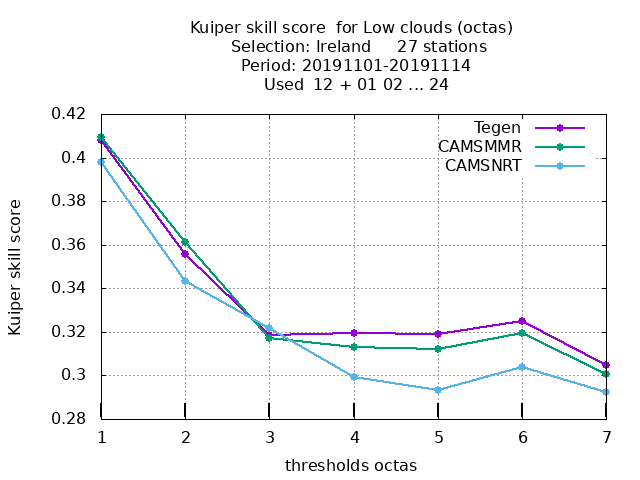 Kuiper skill score  for Low clouds (octas)
Selection: Ireland     27 stations
Period: 20191101-20191114
Used  12 + 01 02 ... 24
Tegen
CAMSMMR
CAMSNRT
0.42
0.4
0.38
0.36
0.34
0.32
0.3
0.28
Kuiper skill score
1 2 3 4 5 6 7
thresholds octas